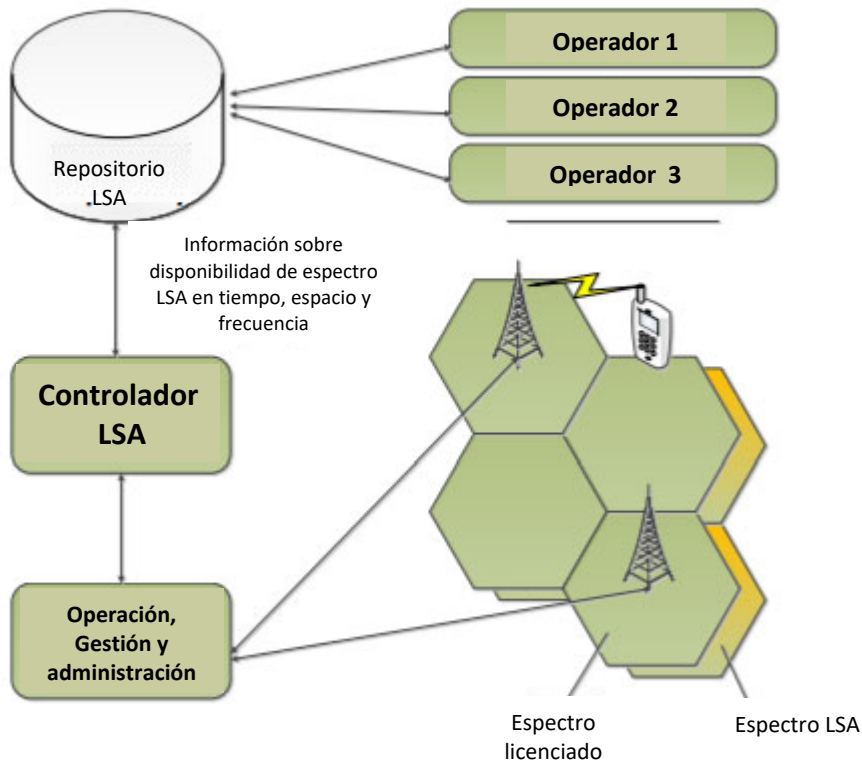 Operador 1
Operador 2
Operador 3
Repositorio
LSA
Información sobre
disponibilidad de espectro
LSA en tiempo, espacio y
frecuencia
Controlador
LSA
Operación,
Gestión y
administración
Espectro
licenciado
Espectro LSA